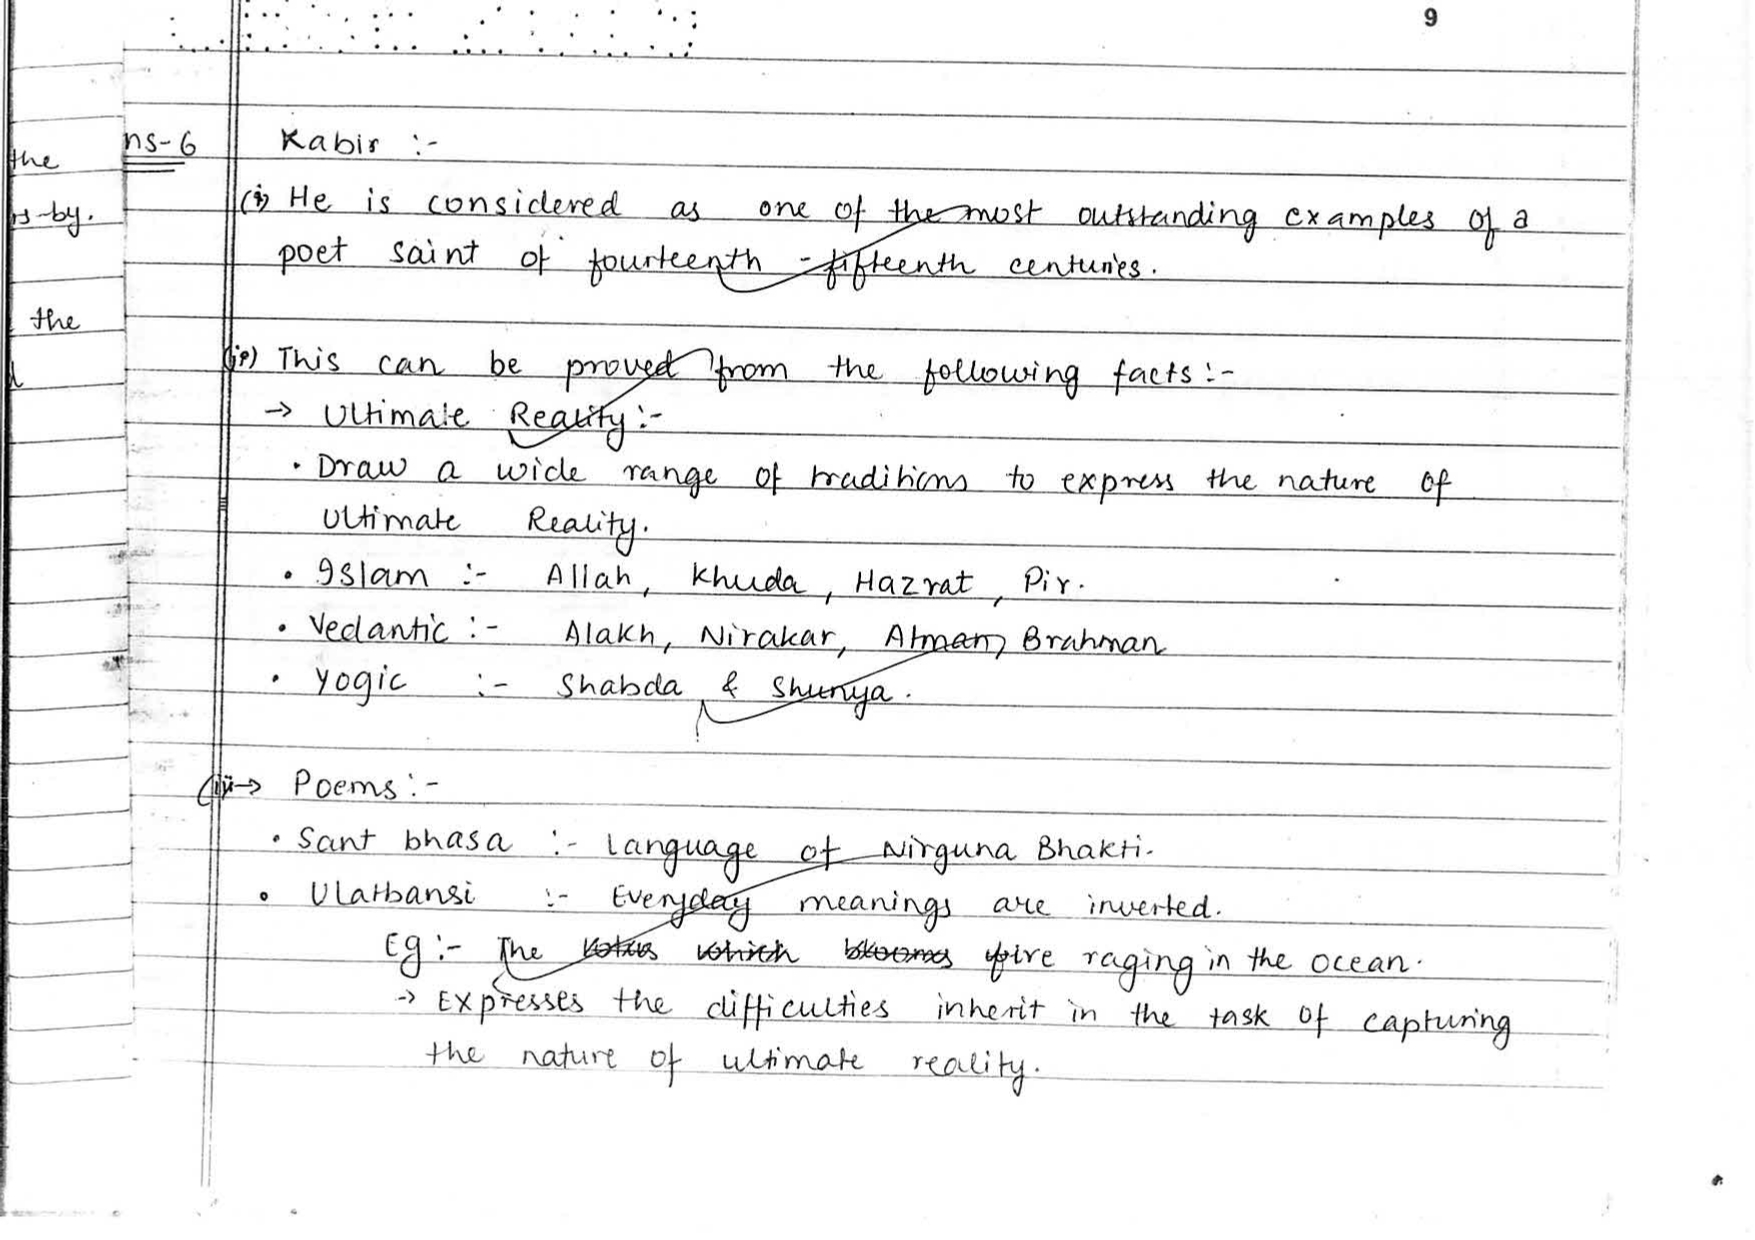 9
the
rs-by.
the
ns-6 Kabir :-
(i) He is considered as one of the most outstanding examples of a
poet saint of fourteenth - fifteenth centuries.
(ii) This can be proved from the following facts :-
→ Ultimate Reality :-
• Draw a wide range of traditions to express the nature of
Ultimate Reality.
• Islam :- Allah, Khuda, Hazrat, Pir.
• Vedantic :- Alakh, Nirakar, Atman, Brahman
• Yogic :- Shabda & Shunya.
(iii→ Poems :-
• Sant bhasa :- Language of Nirguna Bhakti.
• Ulatbansi :- Everyday meanings are inverted.
Eg :- The lotus which blooms fire raging in the ocean.
→ Expresses the difficulties inherit in the task of capturing
the nature of ultimate reality.